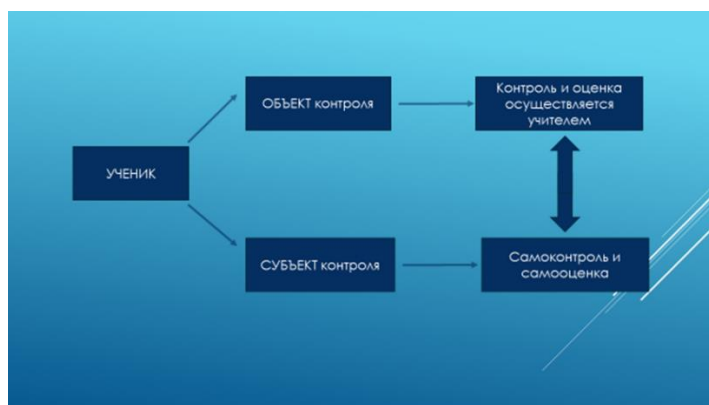 УЧЕНИК
ОБЪЕКТ контроля
Контроль и оценка
осуществляется
учителем
СУБЪЕКТ контроля
Самоконтроль и
самооценка